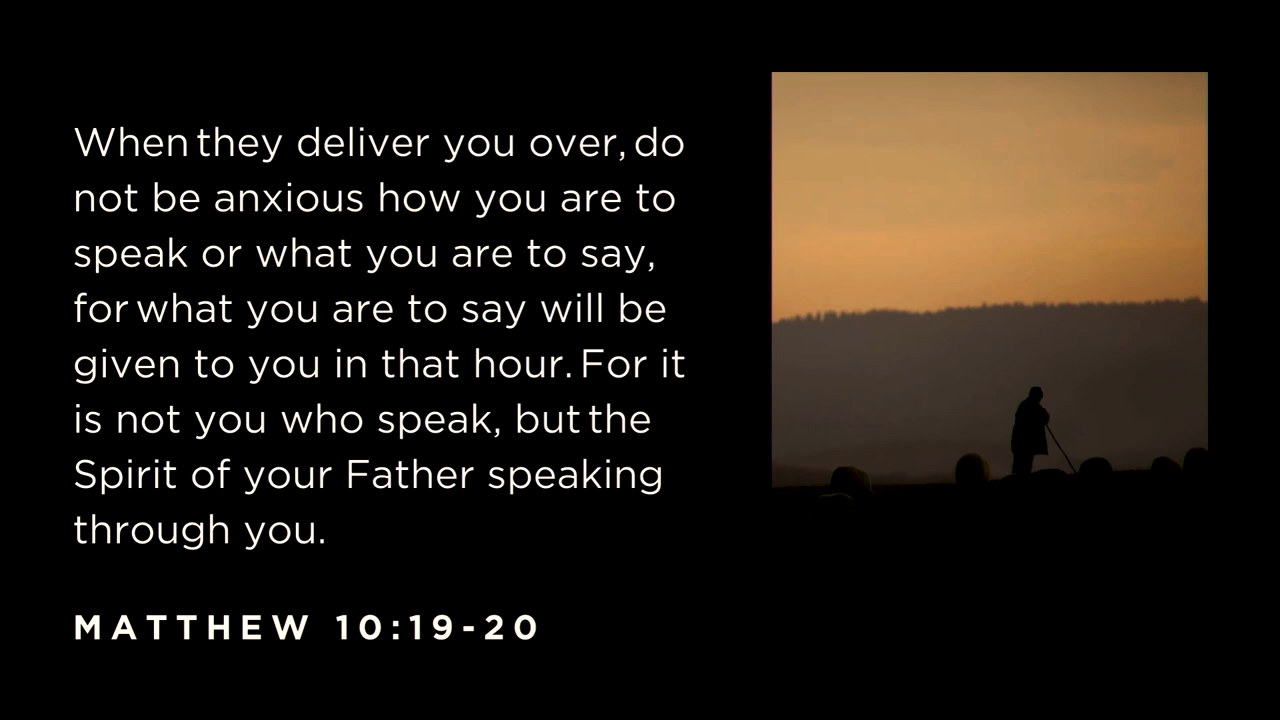 When they deliver you over, do
not be anxious how you are to
speak or what you are to say,
for what you are to say will be
given to you in that hour. For it
is not you who speak, but the
Spirit of your Father speaking
through you.
MATTHEW 10:19-20